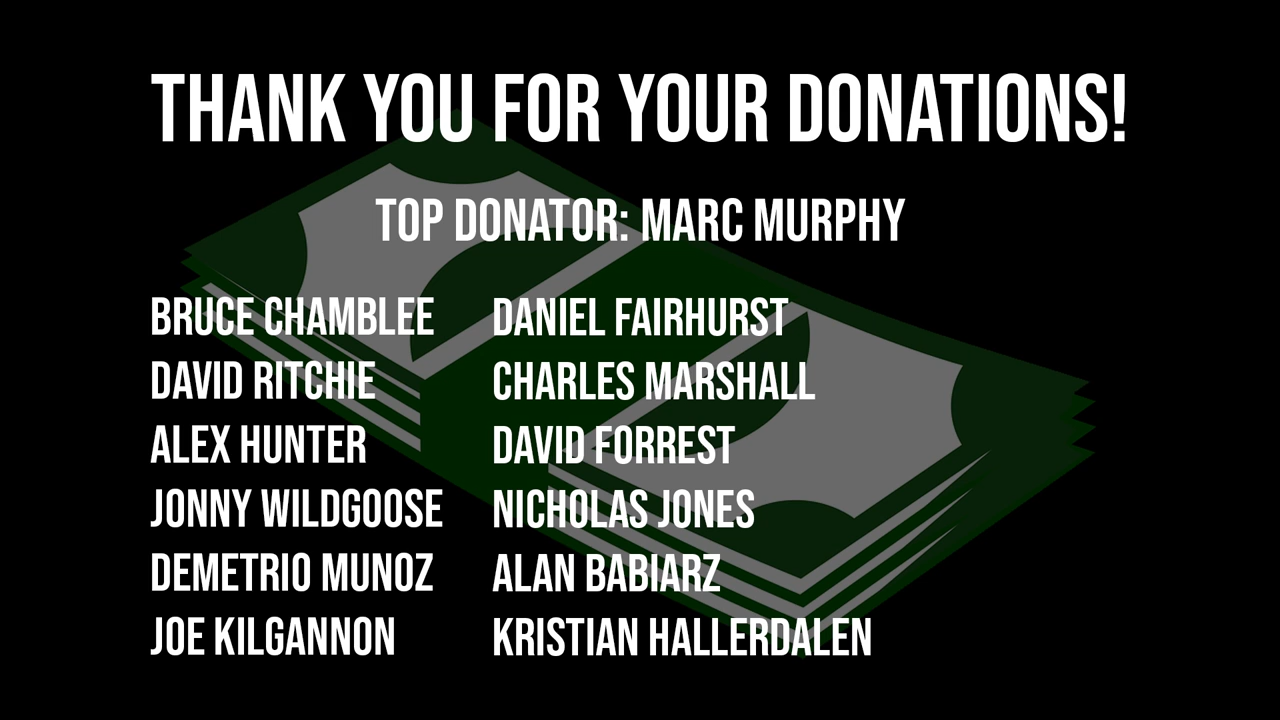 THANK YOU FOR YOUR DONATIONS!
TOP DONATOR: MARC MURPHY
BRUCE CHAMBLEE
DAVID RITCHIE
ALEX HUNTER
JONNY WILDGOOSE
DEMETRIO MUNOZ
JOE KILGANNON
DANIEL FAIRHURST
CHARLES MARSHALL
DAVID FORREST
NICHOLAS JONES
ALAN BABIARZ
KRISTIAN HALLERDALEN